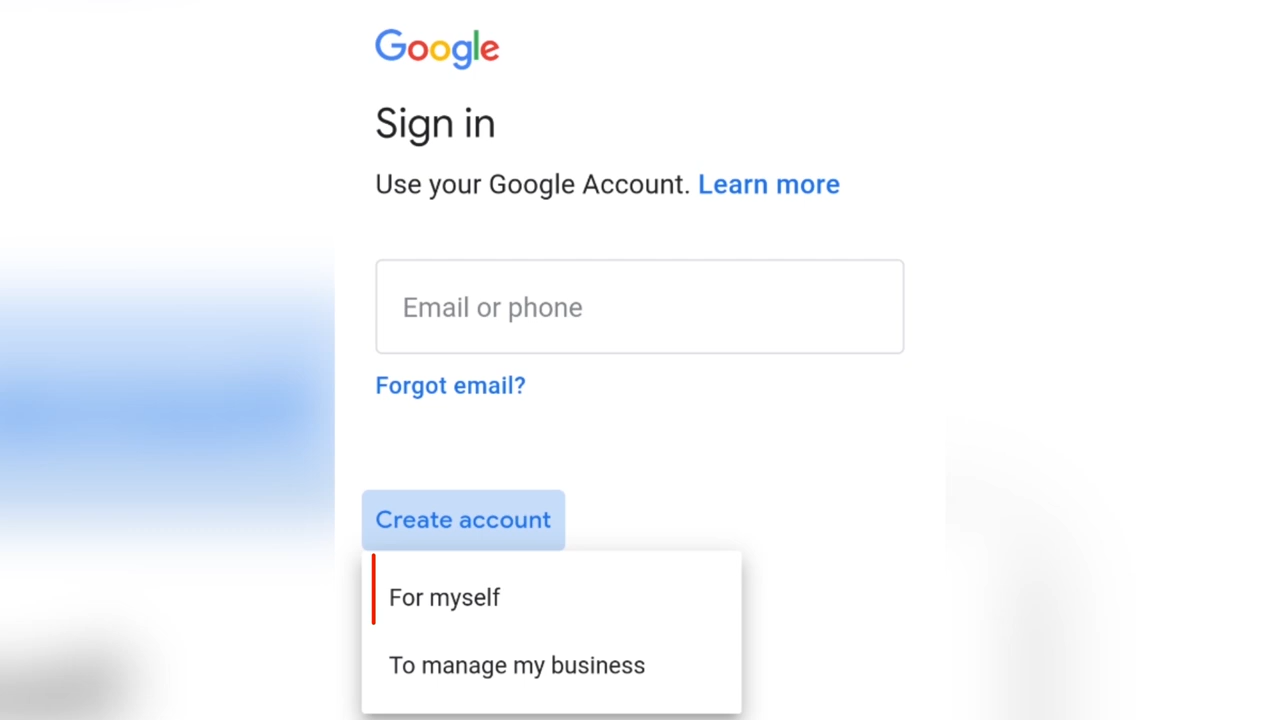 Google
Sign in
Use your Google Account. Learn more
Email or phone
Forgot email?
Create account
For myself
To manage my business